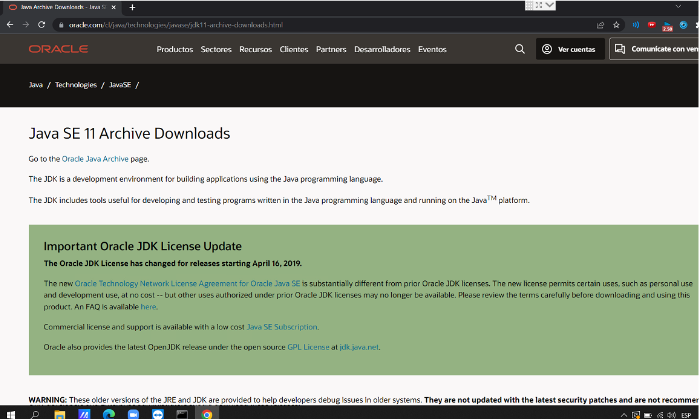 Java Archive Downloads - Java S
oracle.com/cl/java/technologies/javase/jdk11-archive-downloads.html
2.58
ORACLE
Productos Sectores Recursos Clientes Partners Desarrolladores Eventos
Ver cuentas
Comunícate con ven
Java / Technologies / JavaSE /
Java SE 11 Archive Downloads
Go to the Oracle Java Archive page.
The JDK is a development environment for building applications using the Java programming language.
The JDK includes tools useful for developing and testing programs written in the Java programming language and running on the Java™ platform.
Important Oracle JDK License Update
The Oracle JDK License has changed for releases starting April 16, 2019.
The new Oracle Technology Network License Agreement for Oracle Java SE is substantially different from prior Oracle JDK licenses. The new license permits certain uses, such as personal use
and development use, at no cost -- but other uses authorized under prior Oracle JDK licenses may no longer be available. Please review the terms carefully before downloading and using this
product. An FAQ is available here.
Commercial license and support is available with a low cost Java SE Subscription.
Oracle also provides the latest OpenJDK release under the open source GPL License at jdk.java.net.
WARNING: These older versions of the JRE and JDK are provided to help developers debug issues in older systems. They are not updated with the latest security patches and are not recomme
ESP